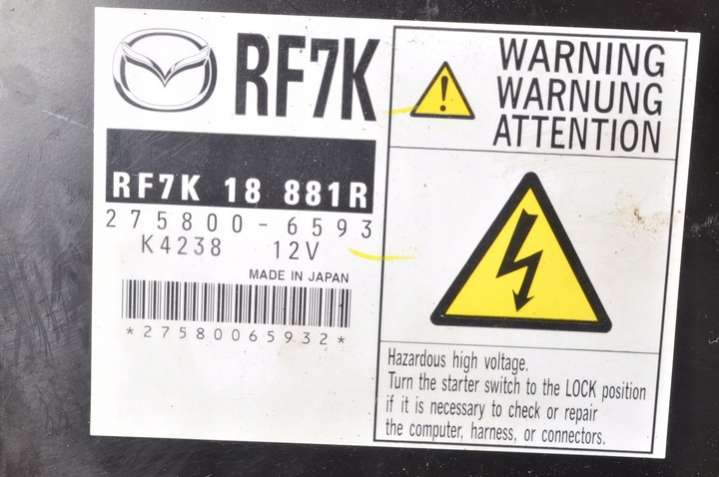 RF7K
RF7K 18 881R
275800-6593
K4238 12V
MADE IN JAPAN
*27580065932*
WARNING
WARNUNG
ATTENTION
Hazardous high voltage.
Turn the starter switch to the LOCK position
if it is necessary to check or repair
the computer, harness, or connectors.